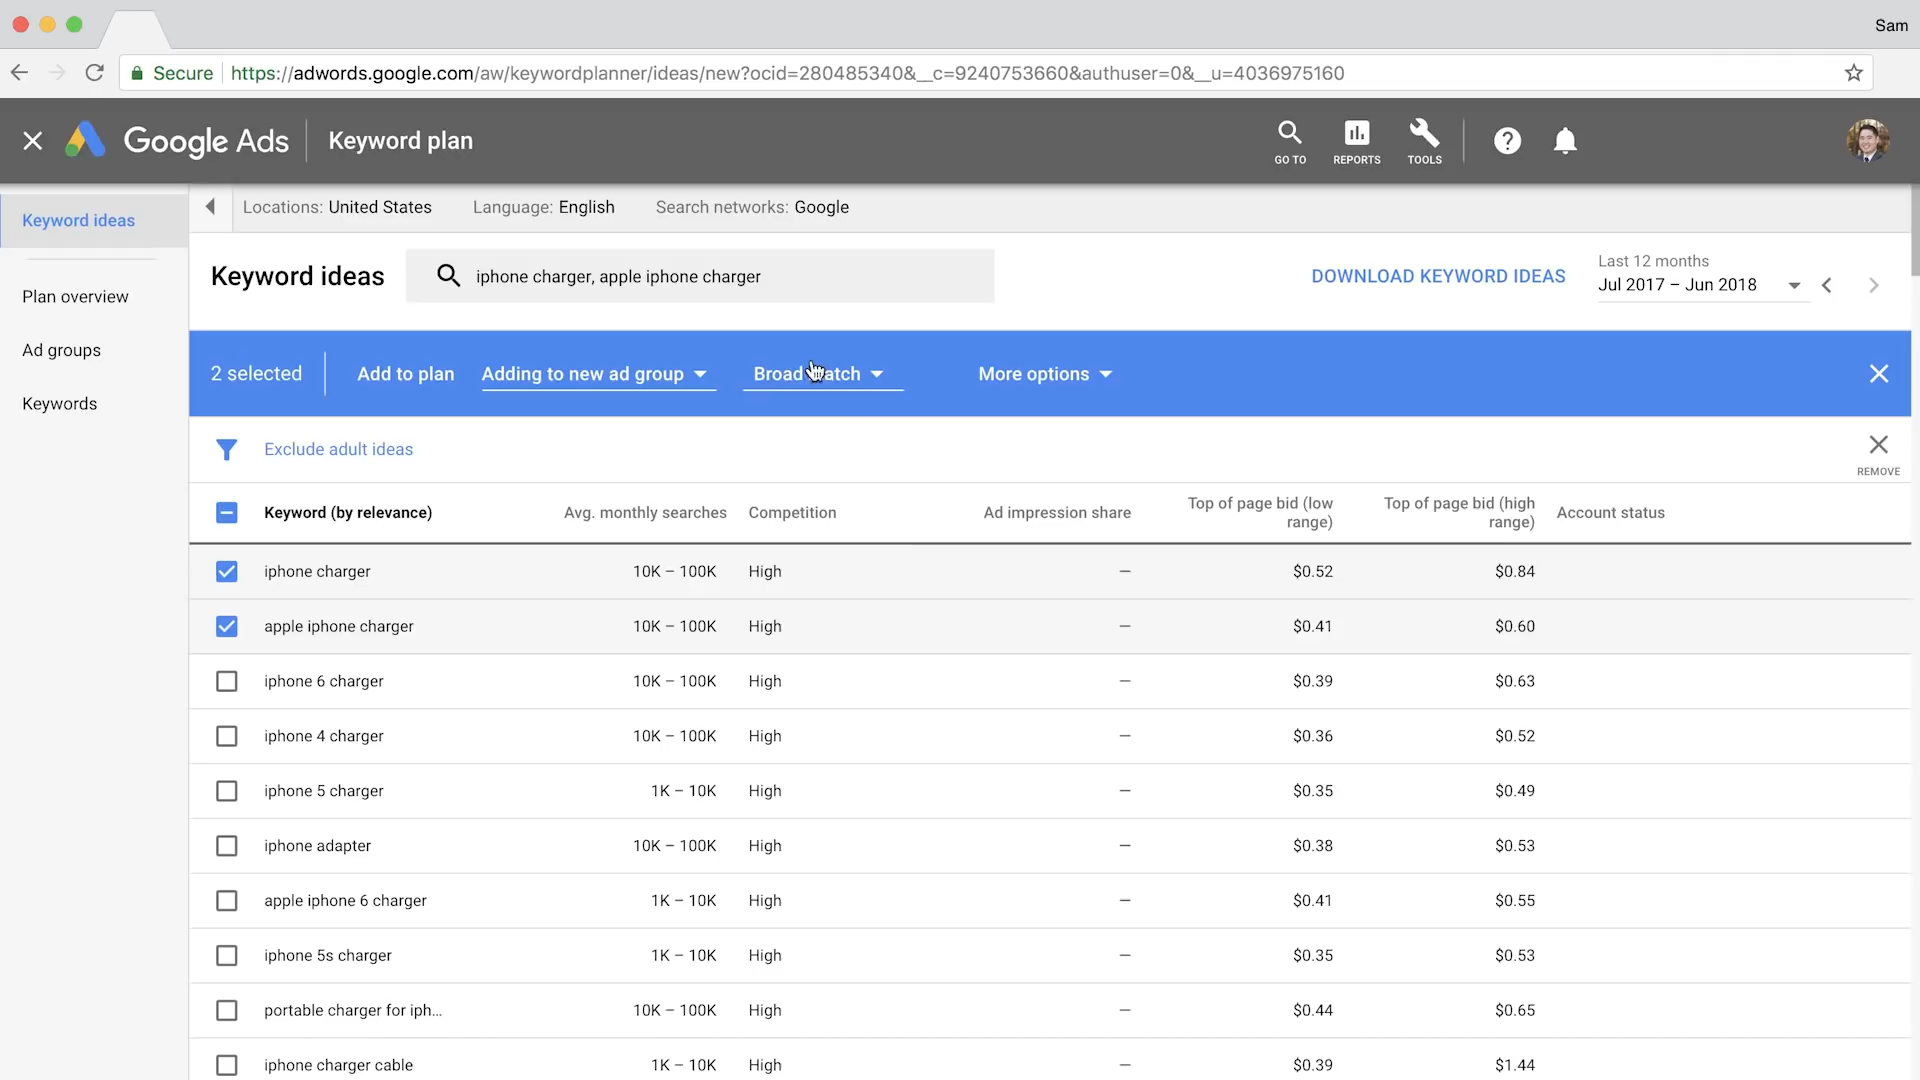 Sam
Secure https://adwords.google.com/aw/keywordplanner/ideas/new?ocid=280485340&__c=9240753660&authuser=0&__u=4036975160
Google Ads Keyword plan GO TO REPORTS TOOLS
Keyword ideas
Plan overview
Ad groups
Keywords
Locations: United States Language: English Search networks: Google
Keyword ideas iphone charger, apple iphone charger DOWNLOAD KEYWORD IDEAS Last 12 months
Jul 2017 – Jun 2018
2 selected Add to plan Adding to new ad group Broad atch More options
Exclude adult ideas REMOVE
Keyword (by relevance) Avg. monthly searches Competition Ad impression share Top of page bid (low range) Top of page bid (high range) Account status
iphone charger 10K – 100K High – $0.52 $0.84
apple iphone charger 10K – 100K High – $0.41 $0.60
iphone 6 charger 10K – 100K High – $0.39 $0.63
iphone 4 charger 10K – 100K High – $0.36 $0.52
iphone 5 charger 1K – 10K High – $0.35 $0.49
iphone adapter 10K – 100K High – $0.38 $0.53
apple iphone 6 charger 1K – 10K High – $0.41 $0.55
iphone 5s charger 1K – 10K High – $0.35 $0.53
portable charger for iph... 10K – 100K High – $0.44 $0.65
iphone charger cable 1K – 10K High – $0.39 $1.44